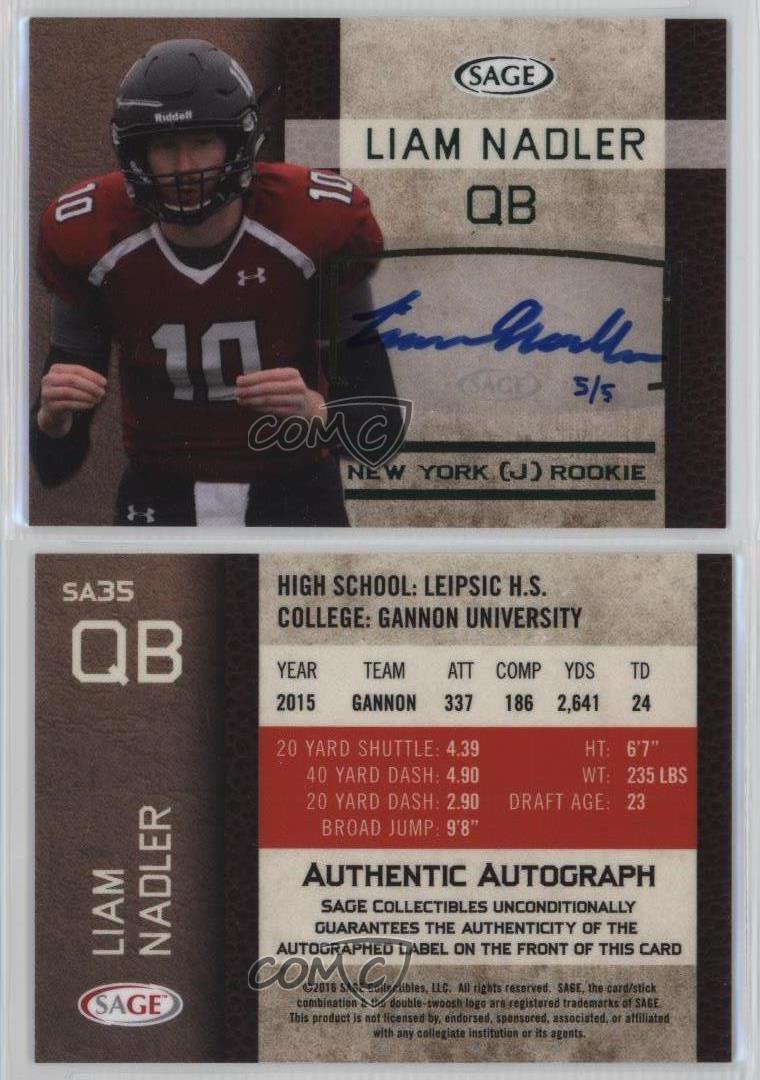 SAGE
LIAM NADLER
QB
Riddell
10
10
10
Liam Nadler
SAGE
5/5
COMC
NEW YORK (J) ROOKIE
SA35
QB
LIAM
NADLER
SAGE
HIGH SCHOOL: LEIPSIC H.S.
COLLEGE: GANNON UNIVERSITY
YEAR TEAM ATT COMP YDS TD
2015 GANNON 337 186 2,641 24
20 YARD SHUTTLE: 4.39 HT: 6'7"
40 YARD DASH: 4.90 WT: 235 LBS
20 YARD DASH: 2.90 DRAFT AGE: 23
BROAD JUMP: 9'8"
AUTHENTIC AUTOGRAPH
SAGE COLLECTIBLES UNCONDITIONALLY
GUARANTEES THE AUTHENTICITY OF THE
AUTOGRAPHED LABEL ON THE FRONT OF THIS CARD
COMC
©2016 SAGE Collectibles, LLC. All rights reserved. SAGE, the card/stick
combination & the double-swoosh logo are registered trademarks of SAGE.
This product is not licensed by, endorsed, sponsored, associated, or affiliated
with any collegiate institution or its agents.